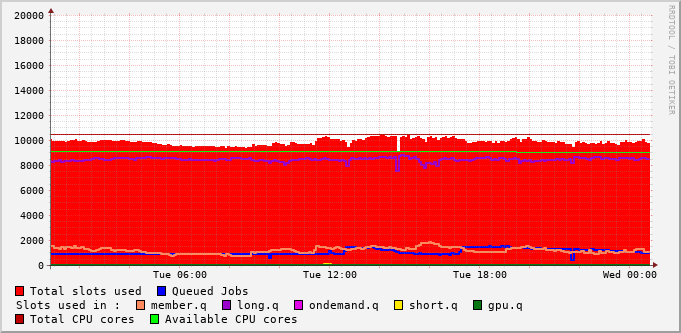 20000
18000
16000
14000
12000
10000
8000
6000
4000
2000
0
Tue 06:00 Tue 12:00 Tue 18:00 Wed 00:00
RRDTOOL / TOBI OETIKER
Total slots used Queued Jobs
Slots used in : member.q long.q ondemand.q short.q gpu.q
Total CPU cores Available CPU cores